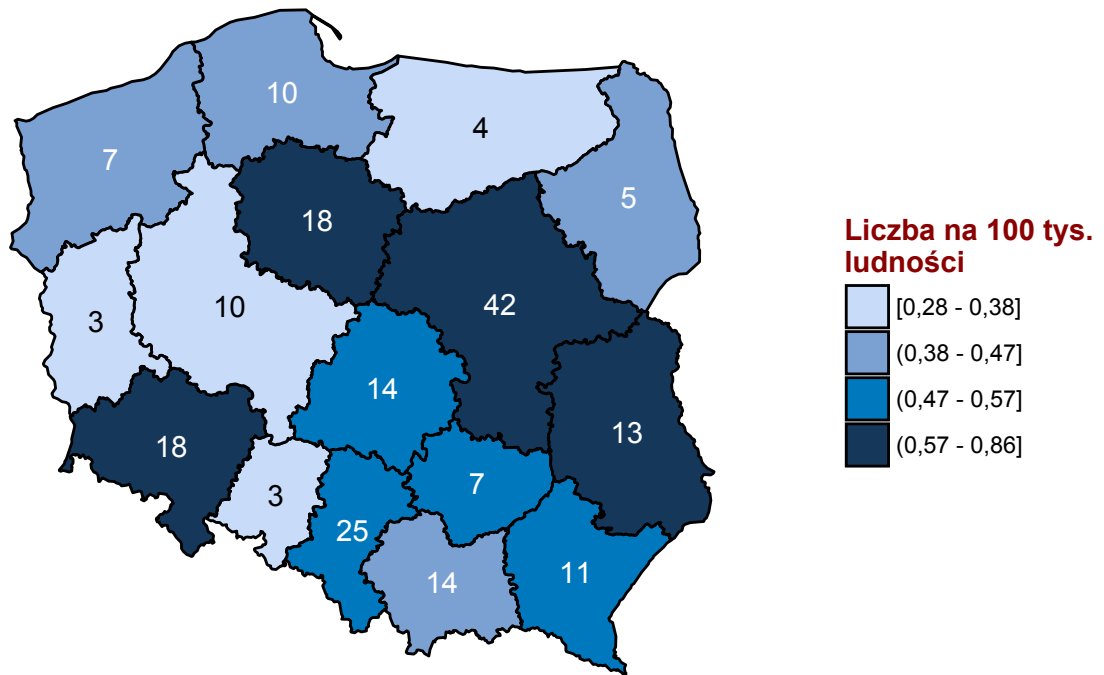 10
4
7
5
18
42
3
10
14
13
18
7
3
25
11
14
Liczba na 100 tys.
ludności
[0,28 - 0,38]
(0,38 - 0,47]
(0,47 - 0,57]
(0,57 - 0,86]